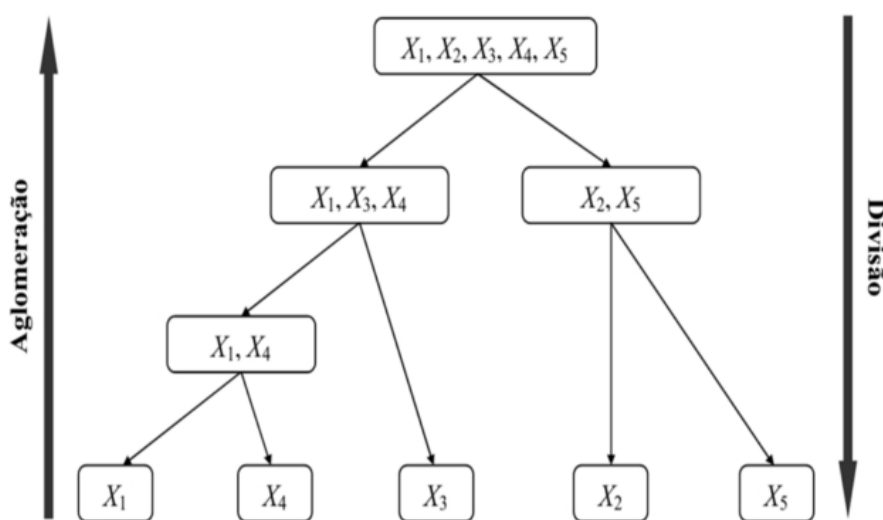 X₁, X₂, X₃, X₄, X₅
Aglomeração
Divisão
X₁, X₃, X₄
X₂, X₅
X₁, X₄
X₁
X₄
X₃
X₂
X₅